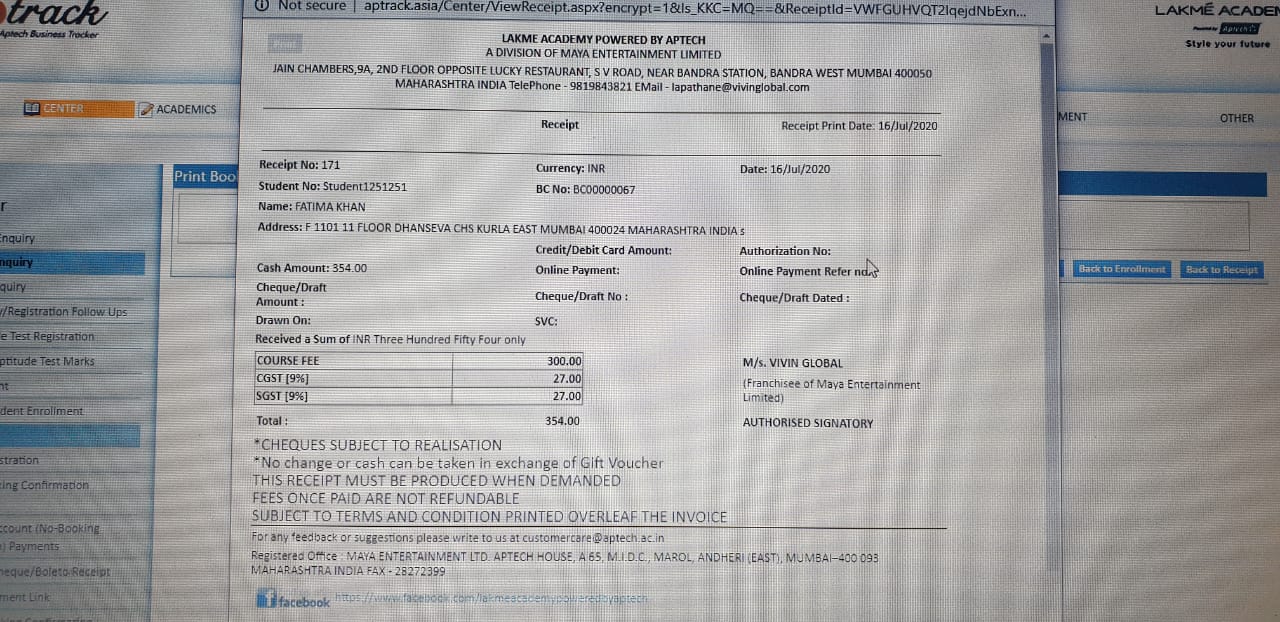 track
Aptech Business Tracker
Not secure | aptrack.asia/Center/ViewReceipt.aspx?encrypt=1&Is_KKC=MQ==&ReceiptId=VWFGUHVQT2lqejdNbExn...
LAKMÉ ACADEM
Powered by Aptech
Style your future
CENTER
ACADEMICS
MENT
OTHER
Print
LAKME ACADEMY POWERED BY APTECH
A DIVISION OF MAYA ENTERTAINMENT LIMITED
JAIN CHAMBERS,9A, 2ND FLOOR OPPOSITE LUCKY RESTAURANT, S V ROAD, NEAR BANDRA STATION, BANDRA WEST MUMBAI 400050
MAHARASHTRA INDIA TelePhone - 9819843821 EMail - lapathane@vivinglobal.com
Receipt
Receipt Print Date: 16/Jul/2020
Receipt No: 171
Currency: INR
Date: 16/Jul/2020
Student No: Student1251251
BC No: BC00000067
Name: FATIMA KHAN
Address: F 1101 11 FLOOR DHANSEVA CHS KURLA EAST MUMBAI 400024 MAHARASHTRA INDIA s
Credit/Debit Card Amount:
Authorization No:
Cash Amount: 354.00
Online Payment:
Online Payment Refer no
Cheque/Draft
Amount :
Cheque/Draft No :
Cheque/Draft Dated :
Drawn On:
SVC:
Received a Sum of INR Three Hundred Fifty Four only
COURSE FEE 300.00
CGST [9%] 27.00
SGST [9%] 27.00
Total : 354.00
M/s. VIVIN GLOBAL
(Franchisee of Maya Entertainment
Limited)
AUTHORISED SIGNATORY
*CHEQUES SUBJECT TO REALISATION
*No change or cash can be taken in exchange of Gift Voucher
THIS RECEIPT MUST BE PRODUCED WHEN DEMANDED
FEES ONCE PAID ARE NOT REFUNDABLE
SUBJECT TO TERMS AND CONDITION PRINTED OVERLEAF THE INVOICE
For any feedback or suggestions please write to us at customercare@aptech.ac.in
Registered Office : MAYA ENTERTAINMENT LTD. APTECH HOUSE, A 65, M.I.D.C., MAROL, ANDHERI (EAST), MUMBAI-400 093
MAHARASHTRA INDIA FAX - 28272399
facebook https://www.facebook.com/lakmeacademypoweredbyaptech
Print Boo
Back to Enrollment
Back to Receipt
r
Enquiry
nquiry
quiry
y/Registration Follow Ups
e Test Registration
ptitude Test Marks
nt
dent Enrollment
stration
ing Confirmation
ccount (No-Booking
) Payments
heque/Boleto Receipt
ment Link